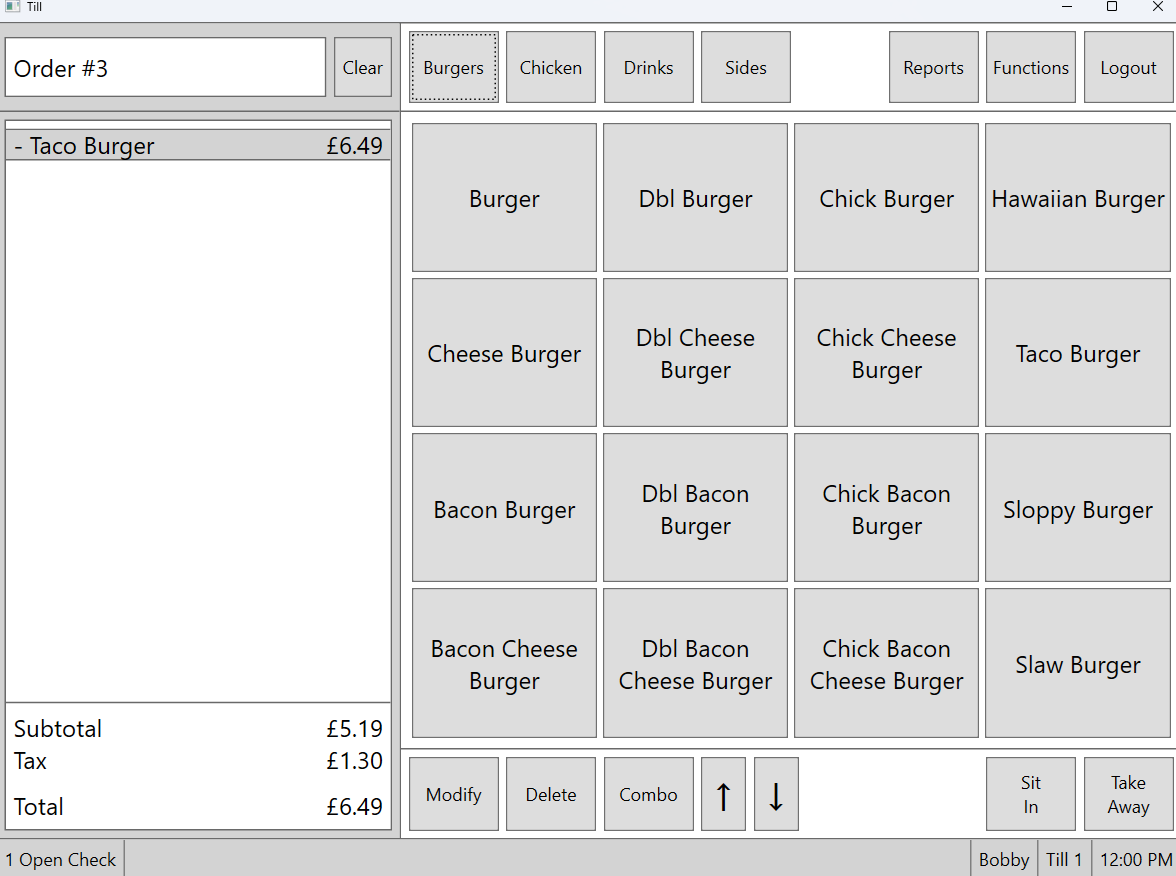 Till
Order #3
Clear
Burgers
Chicken
Drinks
Sides
Reports
Functions
Logout
- Taco Burger £6.49
Burger
Dbl Burger
Chick Burger
Hawaiian Burger
Cheese Burger
Dbl Cheese
Burger
Chick Cheese
Burger
Taco Burger
Bacon Burger
Dbl Bacon
Burger
Chick Bacon
Burger
Sloppy Burger
Bacon Cheese
Burger
Dbl Bacon
Cheese Burger
Chick Bacon
Cheese Burger
Slaw Burger
Subtotal £5.19
Tax £1.30
Total £6.49
Modify
Delete
Combo
↑
↓
Sit
In
Take
Away
1 Open Check
Bobby
Till 1
12:00 PM